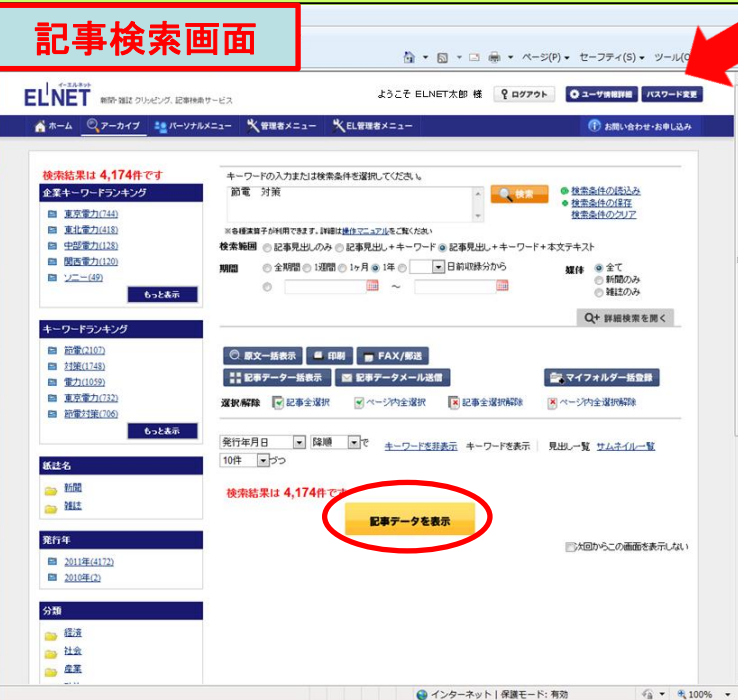 記事検索画面
ページ(P) セーフティ(S) ツール(O
イーエルネット
ELNET 新聞・雑誌 クリッピング、記事検索サービス
ようこそ ELNET太郎 様 ログアウト ユーザ情報詳細 パスワード変更
ホーム アーカイブ パーソナルメニュー 管理者メニュー EL管理者メニュー お問い合わせ・お申し込み
検索結果は 4,174件です
企業キーワードランキング
東京電力(744)
東北電力(418)
中部電力(128)
関西電力(120)
ソニー(49)
もっと表示
キーワードランキング
節電(2107)
対策(1748)
電力(1059)
東京電力(732)
節電対策(706)
もっと表示
紙誌名
新聞
雑誌
発行年
2011年(4172)
2010年(2)
分類
経済
社会
産業
キーワードの入力または検索条件を選択してください。
節電 対策
検索
検索条件の読込み
検索条件の保存
検索条件のクリア
※各種演算子が利用できます。詳細は操作マニュアルをご覧ください
検索範囲 記事見出しのみ 記事見出し+キーワード 記事見出し+キーワード+本文テキスト
期間 全期間 1週間 1ヶ月 1年 日前収録分から
～
媒体 全て
新聞のみ
雑誌のみ
Q+ 詳細検索を開く
原文一括表示 印刷 FAX/郵送
記事データ一括表示 記事データメール送信 マイフォルダ一括登録
選択/解除 記事全選択 ページ内全選択 記事全選択解除 ページ内全選択解除
発行年月日 降順 で キーワードを非表示 キーワードを表示 見出し一覧 サムネイル一覧
10件 づつ
検索結果は 4,174件です
記事データを表示
次回からこの画面を表示しない
インターネット | 保護モード: 有効 100%